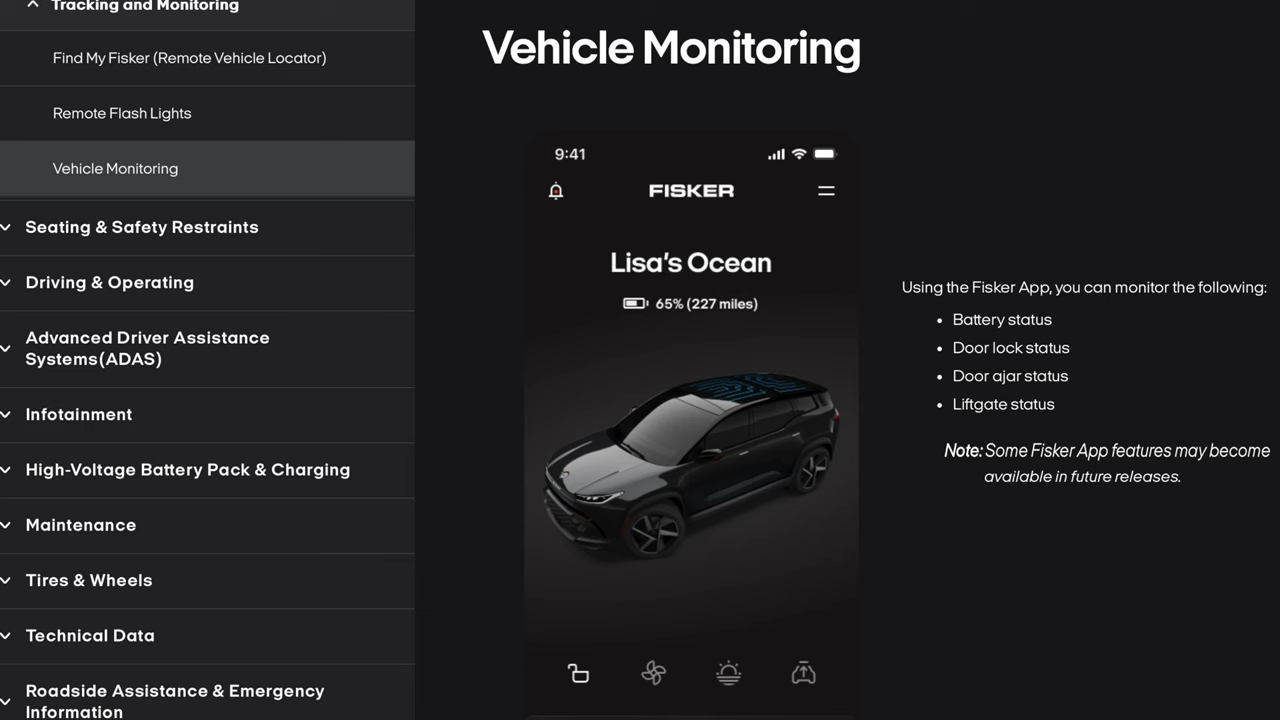 Tracking and Monitoring
Find My Fisker (Remote Vehicle Locator)
Remote Flash Lights
Vehicle Monitoring
Seating & Safety Restraints
Driving & Operating
Advanced Driver Assistance
Systems(ADAS)
Infotainment
High-Voltage Battery Pack & Charging
Maintenance
Tires & Wheels
Technical Data
Roadside Assistance & Emergency
Information
Vehicle Monitoring
9:41
FISKER
Lisa's Ocean
65% (227 miles)
Using the Fisker App, you can monitor the following:
• Battery status
• Door lock status
• Door ajar status
• Liftgate status
Note: Some Fisker App features may become
available in future releases.